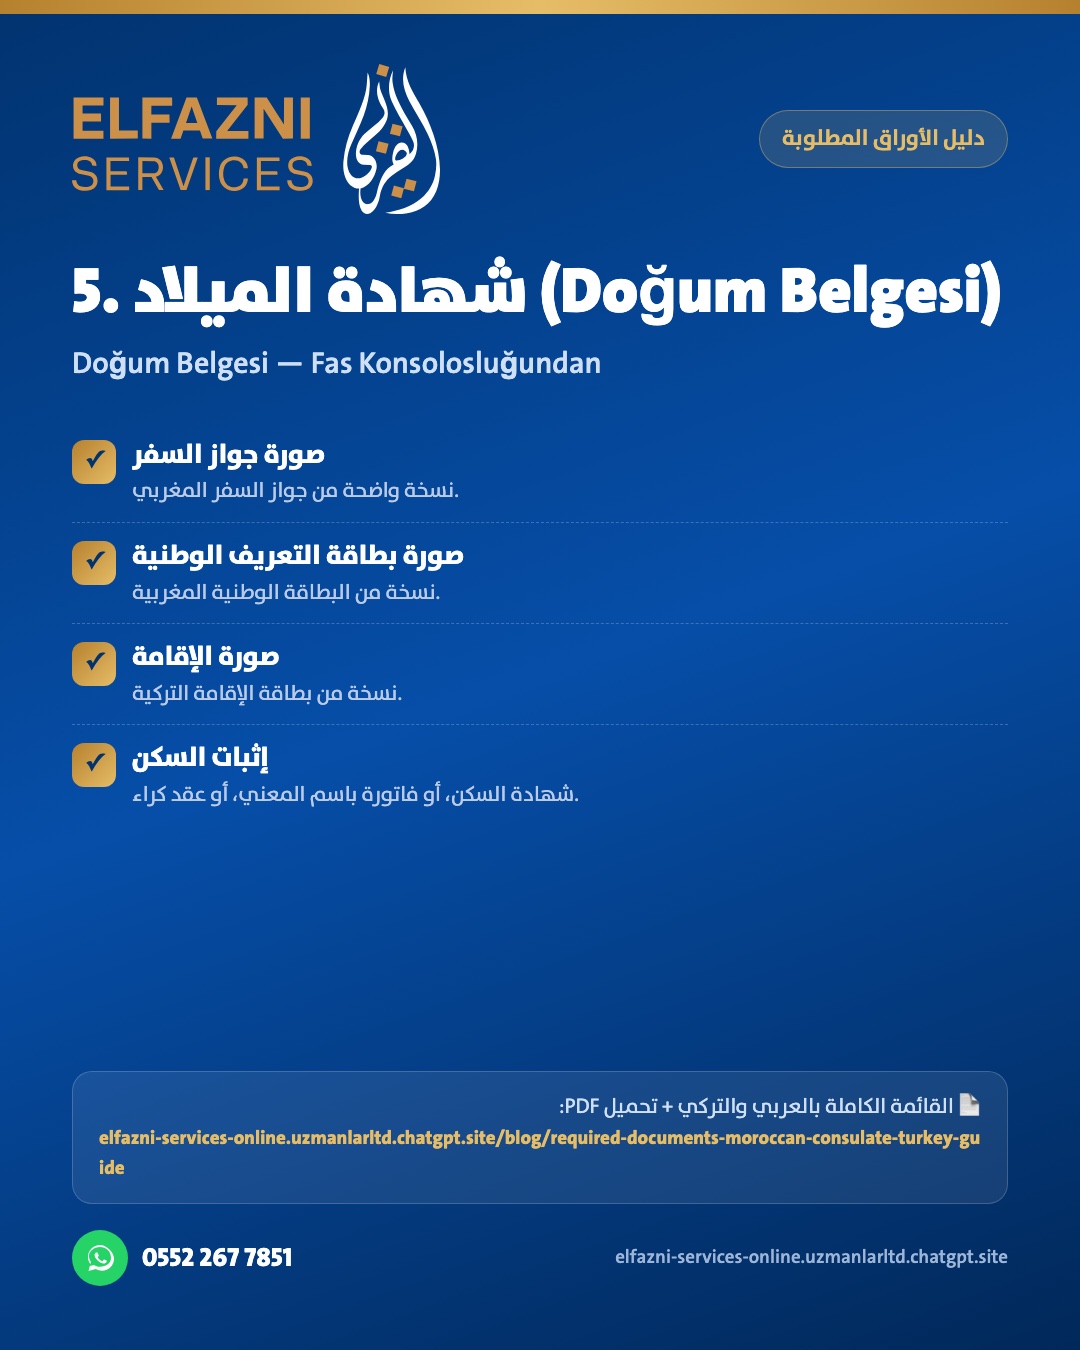 ELFAZNI
SERVICES
الفزني
دليل الأوراق المطلوبة
5. شهادة الميلاد (Doğum Belgesi)
Doğum Belgesi — Fas Konsolosluğundan
صورة جواز السفر
نسخة واضحة من جواز السفر المغربي.
صورة بطاقة التعريف الوطنية
نسخة من البطاقة الوطنية المغربية.
صورة الإقامة
نسخة من بطاقة الإقامة التركية.
إثبات السكن
شهادة السكن، أو فاتورة باسم المعني، أو عقد كراء.
القائمة الكاملة بالعربي والتركي + تحميل PDF:
elfazni-services-online.uzmanlarltd.chatgpt.site/blog/required-documents-moroccan-consulate-turkey-gu
ide
0552 267 7851
elfazni-services-online.uzmanlarltd.chatgpt.site